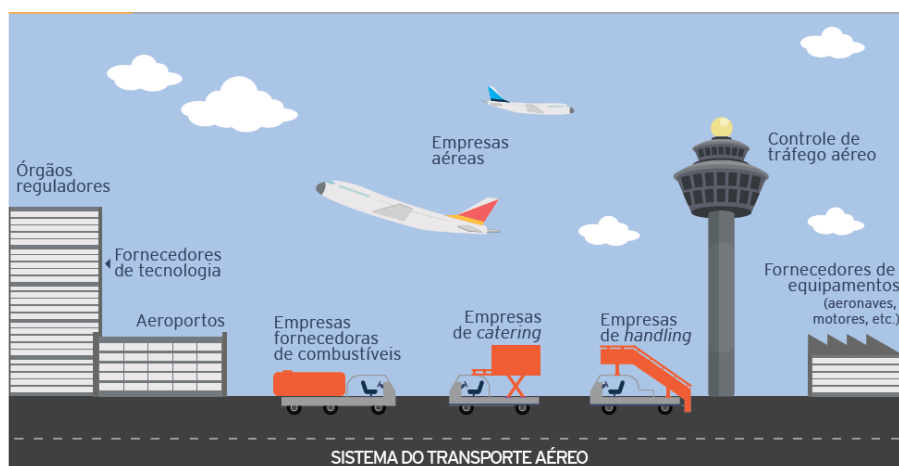 Órgãos
reguladores
Fornecedores
de tecnologia
Aeroportos
Empresas
fornecedoras
de combustíveis
Empresas
aéreas
Empresas
de catering
Empresas
de handling
Controle de
tráfego aéreo
Fornecedores de
equipamentos
(aeronaves,
motores, etc.)
SISTEMA DO TRANSPORTE AÉREO